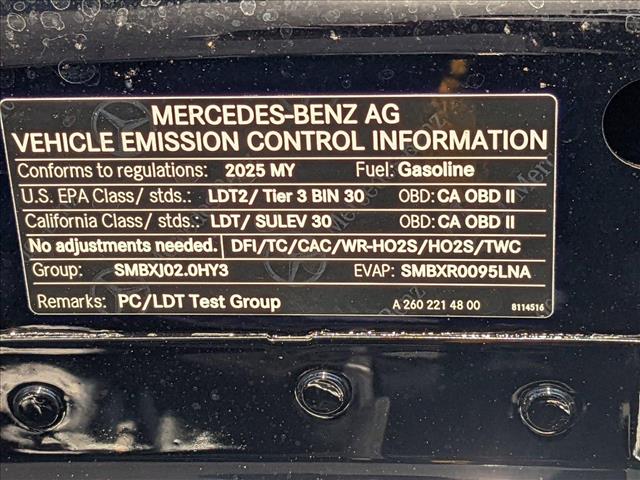 MERCEDES-BENZ AG
VEHICLE EMISSION CONTROL INFORMATION
Conforms to regulations: 2025 MY Fuel: Gasoline
U.S. EPA Class/ stds.: LDT2/ Tier 3 BIN 30 OBD: CA OBD II
California Class/ stds.: LDT/ SULEV 30 OBD: CA OBD II
No adjustments needed. DFI/TC/CAC/WR-HO2S/HO2S/TWC
Group: SMBXJ02.0HY3 EVAP: SMBXR0095LNA
Remarks: PC/LDT Test Group A 260 221 48 00 8114516